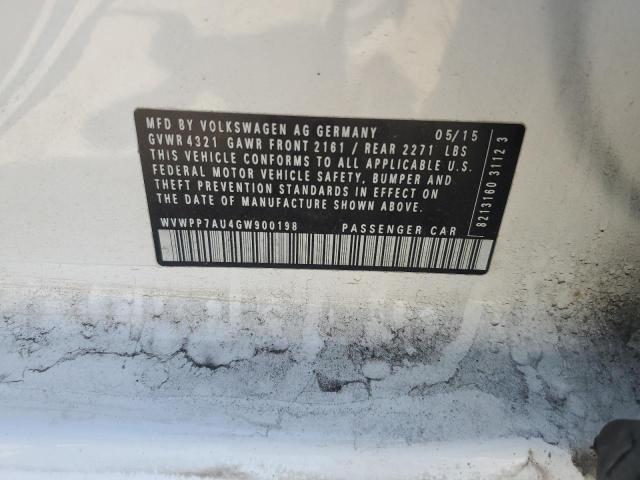 MFD BY VOLKSWAGEN AG GERMANY 05/15
GVWR 4321 GAWR FRONT 2161 / REAR 2271 LBS
THIS VEHICLE CONFORMS TO ALL APPLICABLE U.S.
FEDERAL MOTOR VEHICLE SAFETY, BUMPER AND
THEFT PREVENTION STANDARDS IN EFFECT ON
THE DATE OF MANUFACTURE SHOWN ABOVE.
WVWPP7AU4GW900198 PASSENGER CAR
8213160 3112 3